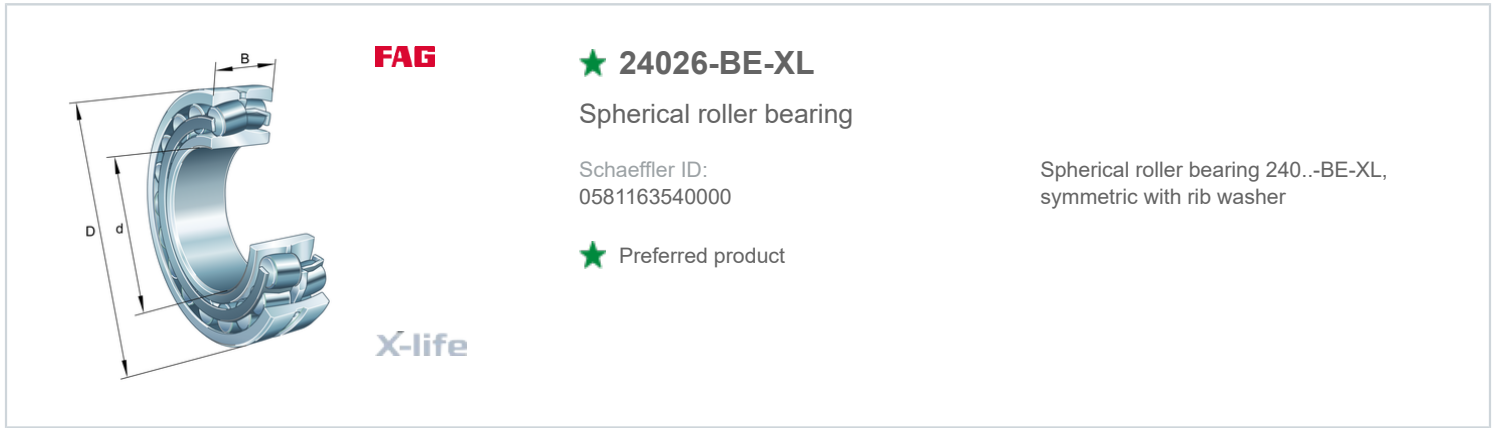 B
D
d
FAG
X-life
24026-BE-XL
Spherical roller bearing
Schaeffler ID:
0581163540000
Preferred product
Spherical roller bearing 240..-BE-XL,
symmetric with rib washer